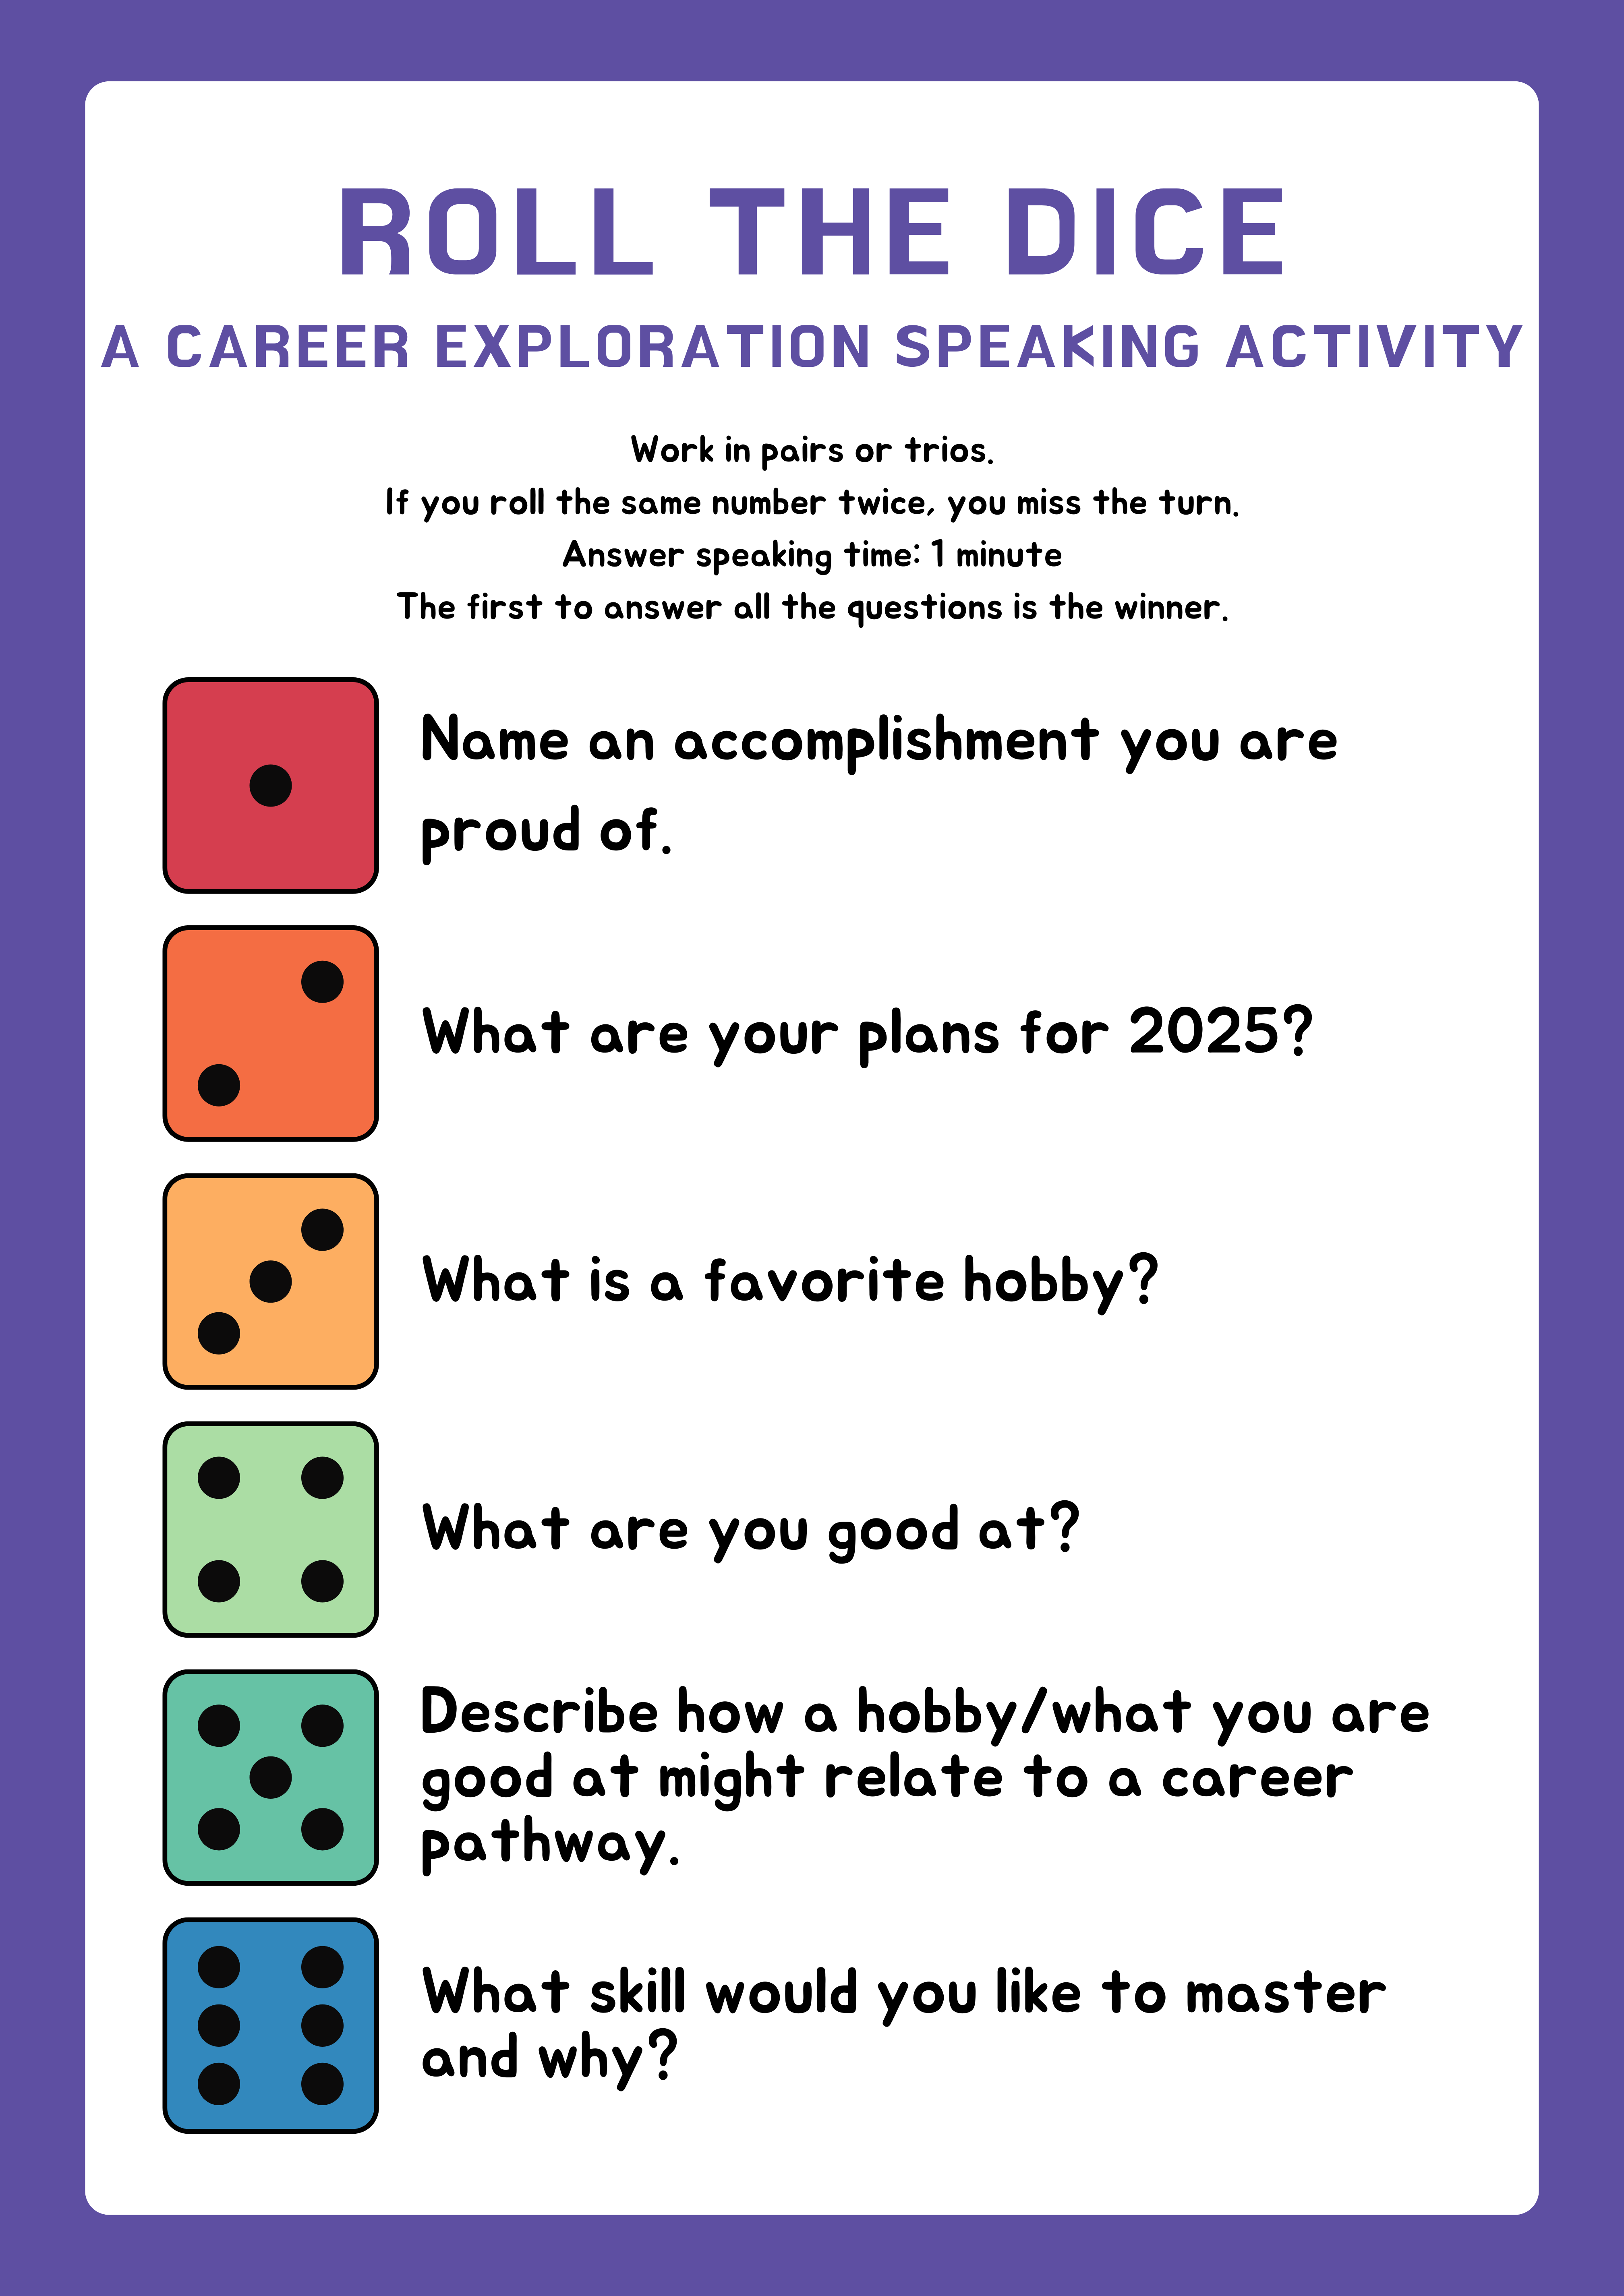 ROLL THE DICE
A CAREER EXPLORATION SPEAKING ACTIVITY
Work in pairs or trios.
If you roll the same number twice, you miss the turn.
Answer speaking time: 1 minute
The first to answer all the questions is the winner.
Name an accomplishment you are
proud of.
What are your plans for 2025?
What is a favorite hobby?
What are you good at?
Describe how a hobby/what you are
good at might relate to a career
pathway.
What skill would you like to master
and why?